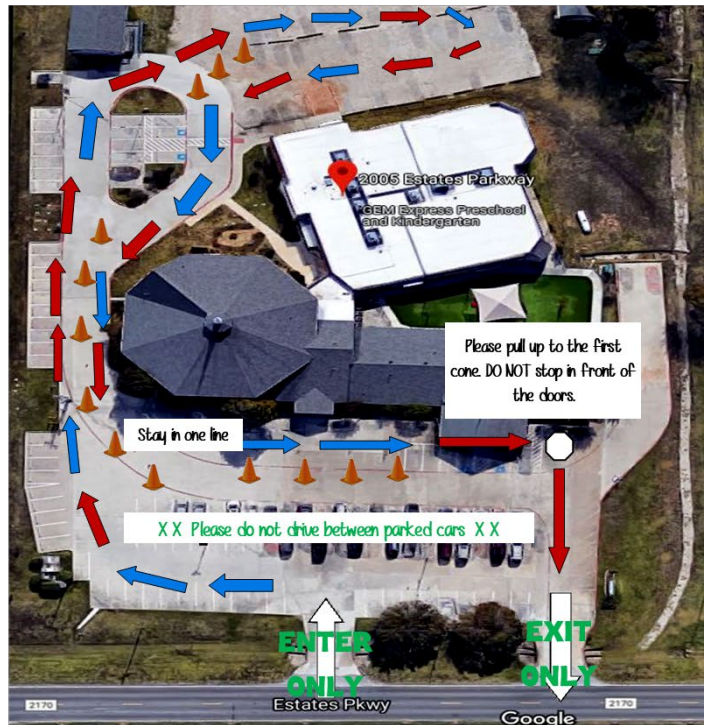 2005 Estates Parkway
GEM Express Preschool
and Kindergarten
Please pull up to the first
cone. DO NOT stop in front of
the doors.
Stay in one line
X X Please do not drive between parked cars X X
ENTER
ONLY
EXIT
ONLY
2170
Estates Pkwy
2170
Google